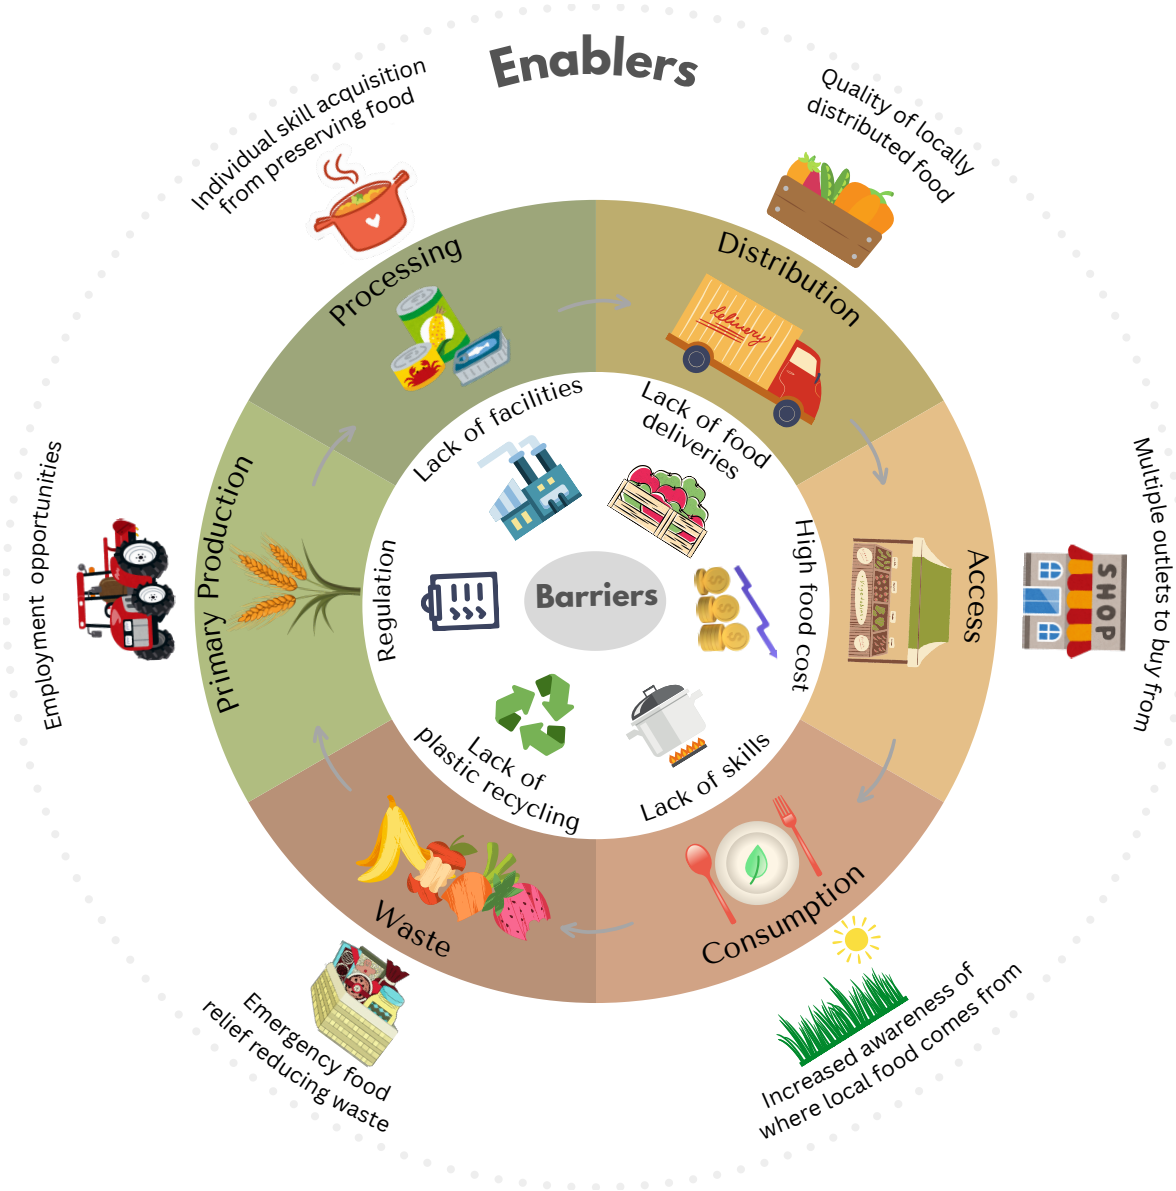 Enablers
Individual skill acquisition
from preserving food
Quality of locally
distributed food
Multiple outlets to buy from
SHOP
Increased awareness of
where local food comes from
Emergency food
relief reducing waste
Employment opportunities
Processing
Distribution
delivery
Access
Consumption
Waste
Primary Production
Lack of facilities
Lack of food
deliveries
High food cost
Lack of skills
Lack of
plastic recycling
Regulation
Barriers